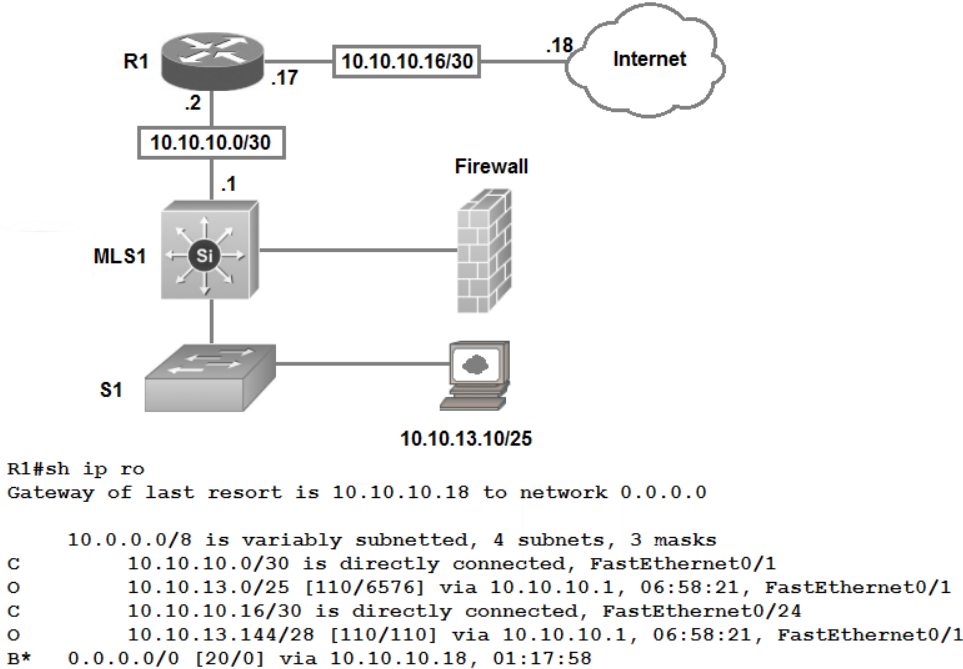 R1
.17
10.10.10.16/30
.18
Internet
.2
10.10.10.0/30
.1
Firewall
MLS1
Si
S1
10.10.13.10/25
R1#sh ip ro
Gateway of last resort is 10.10.10.18 to network 0.0.0.0
10.0.0.0/8 is variably subnetted, 4 subnets, 3 masks
C 10.10.10.0/30 is directly connected, FastEthernet0/1
O 10.10.13.0/25 [110/6576] via 10.10.10.1, 06:58:21, FastEthernet0/1
C 10.10.10.16/30 is directly connected, FastEthernet0/24
O 10.10.13.144/28 [110/110] via 10.10.10.1, 06:58:21, FastEthernet0/1
B* 0.0.0.0/0 [20/0] via 10.10.10.18, 01:17:58